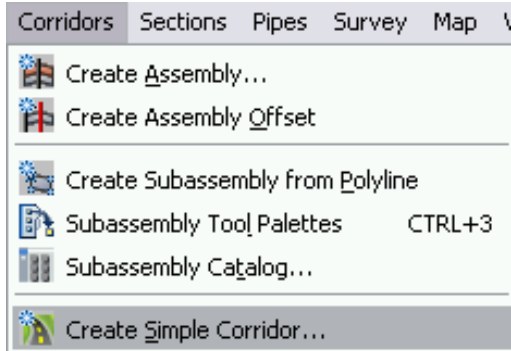 Corridors Sections Pipes Survey Map
Create Assembly...
Create Assembly Offset
Create Subassembly from Polyline
Subassembly Tool Palettes CTRL+3
Subassembly Catalog...
Create Simple Corridor...